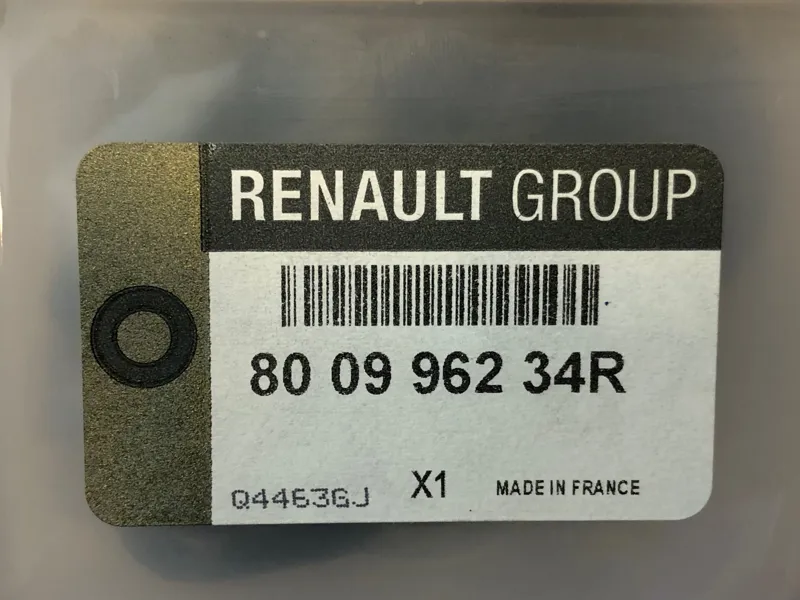 RENAULT GROUP
80 09 962 34R
Q4463GJ X1 MADE IN FRANCE